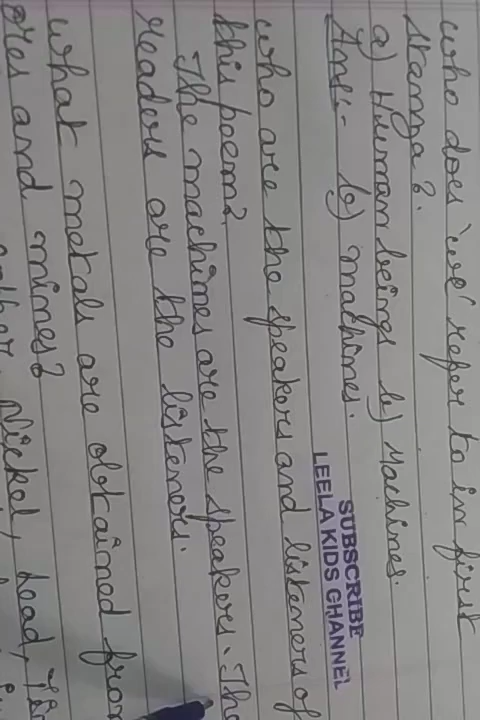 who does 'we' refer to in first
stanza?
a) Human beings b) Machines.
Ans:- b) machines.
SUBSCRIBE
LEELA KIDS CHANNEL
who are the speakers and listeners of
this poem?
The machines are the speakers. The
readers are the listeners.
what metals are obtained from
ores and mines?
Nickel, Lead,